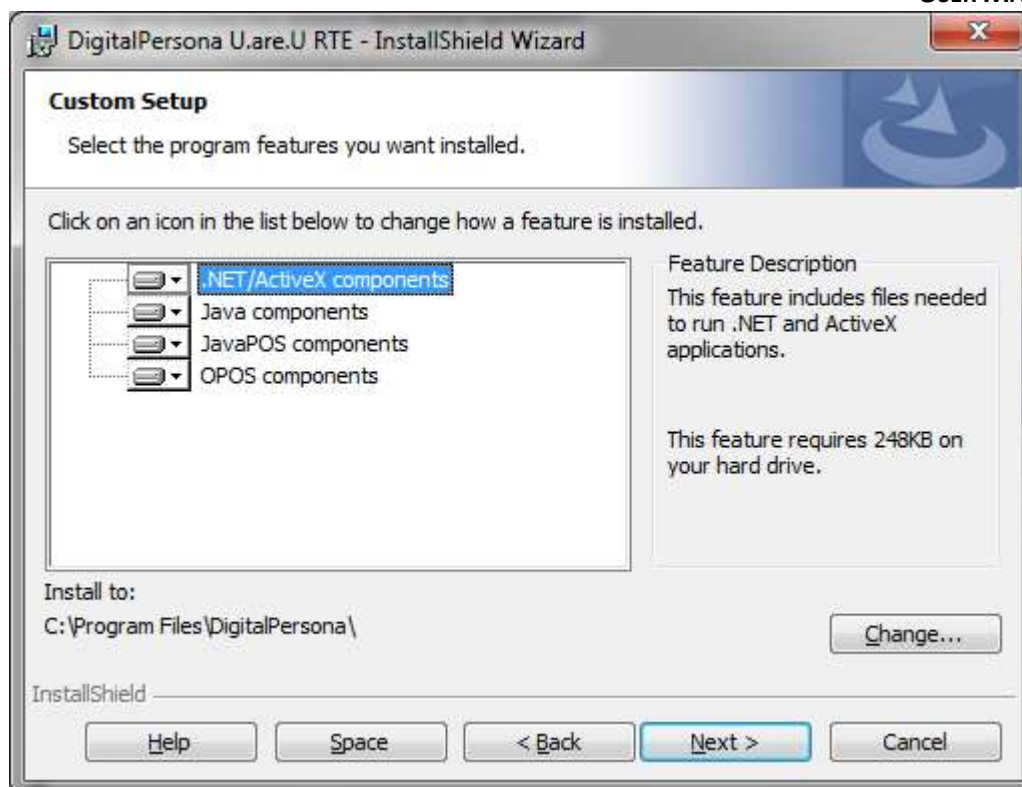 DigitalPersona U.are.U RTE - InstallShield Wizard
Custom Setup
Select the program features you want installed.
Click on an icon in the list below to change how a feature is installed.
.NET/ActiveX components
Java components
JavaPOS components
OPOS components
Feature Description
This feature includes files needed
to run .NET and ActiveX
applications.
This feature requires 248KB on
your hard drive.
Install to:
C:\Program Files\DigitalPersona\
Change...
InstallShield
Help
Space
< Back
Next >
Cancel